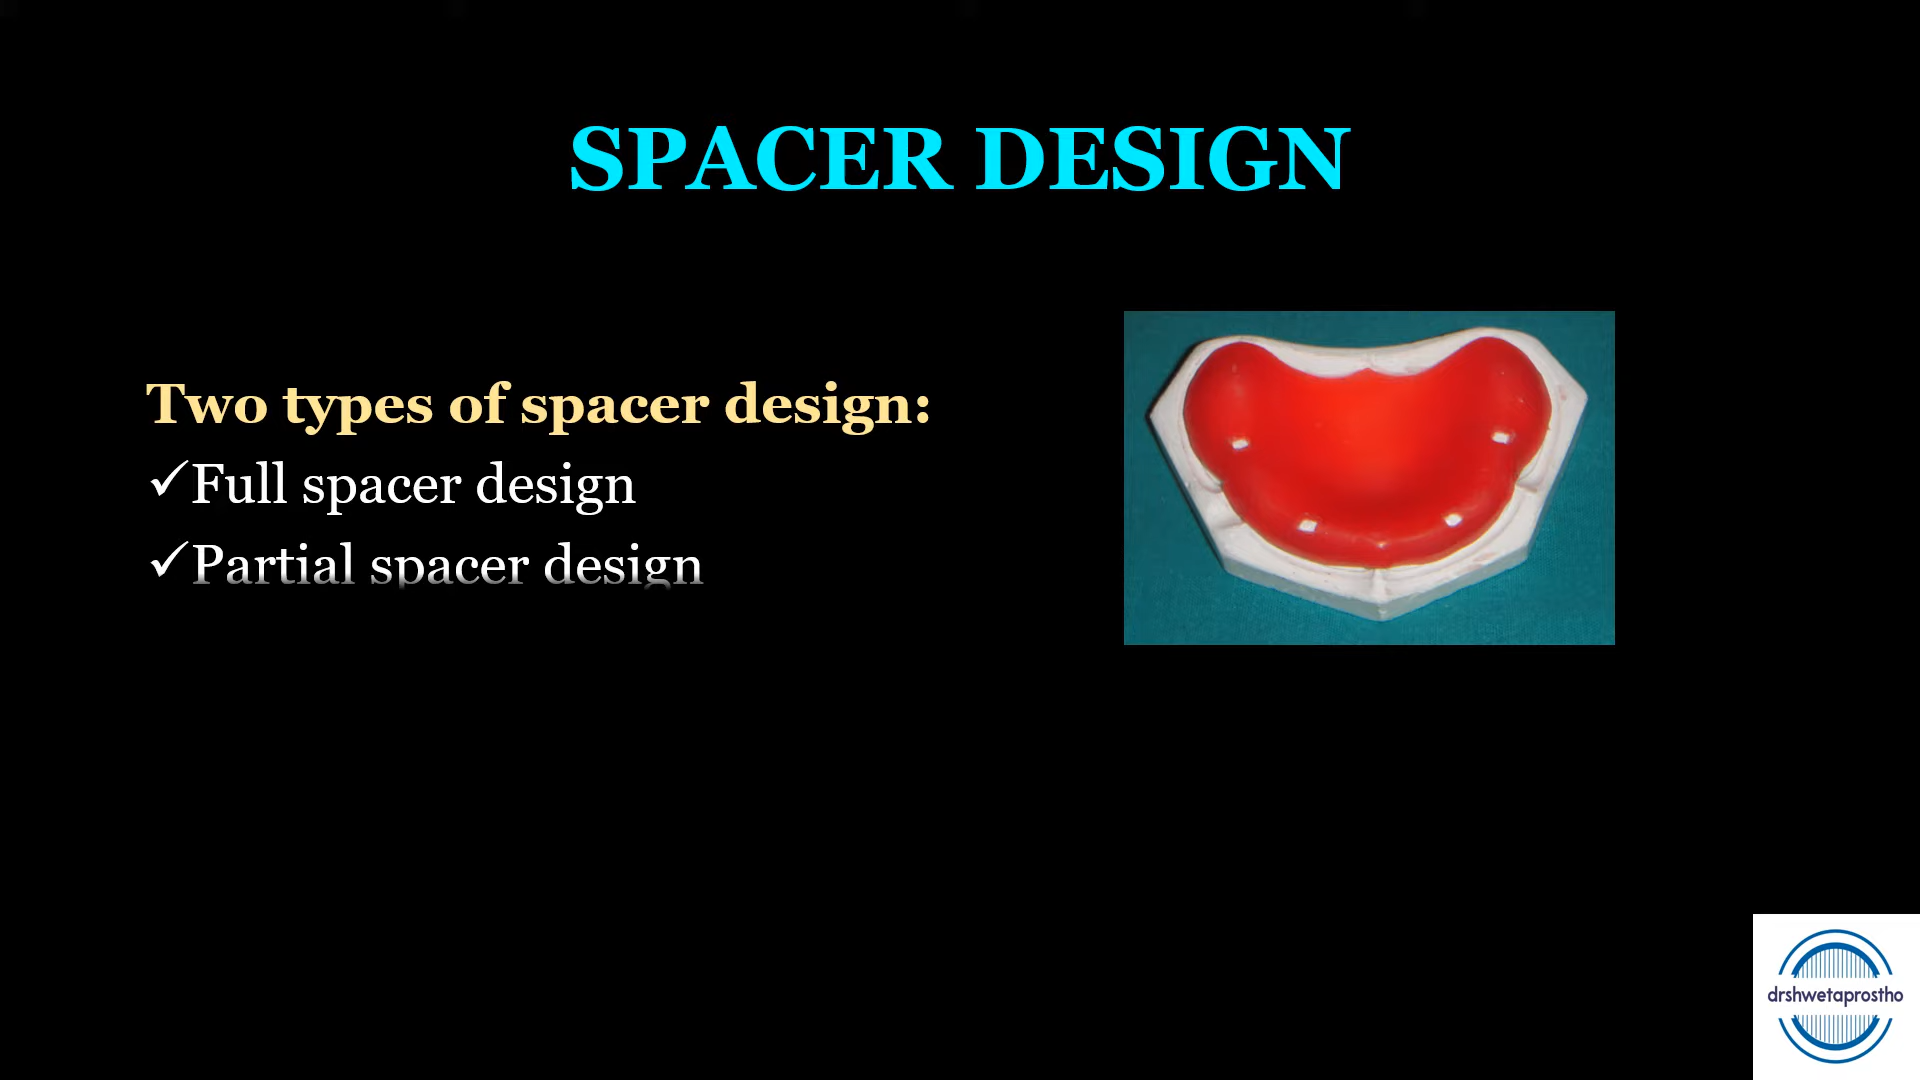 SPACER DESIGN
Two types of spacer design:
✓Full spacer design
✓Partial spacer design
drshwetaprostho